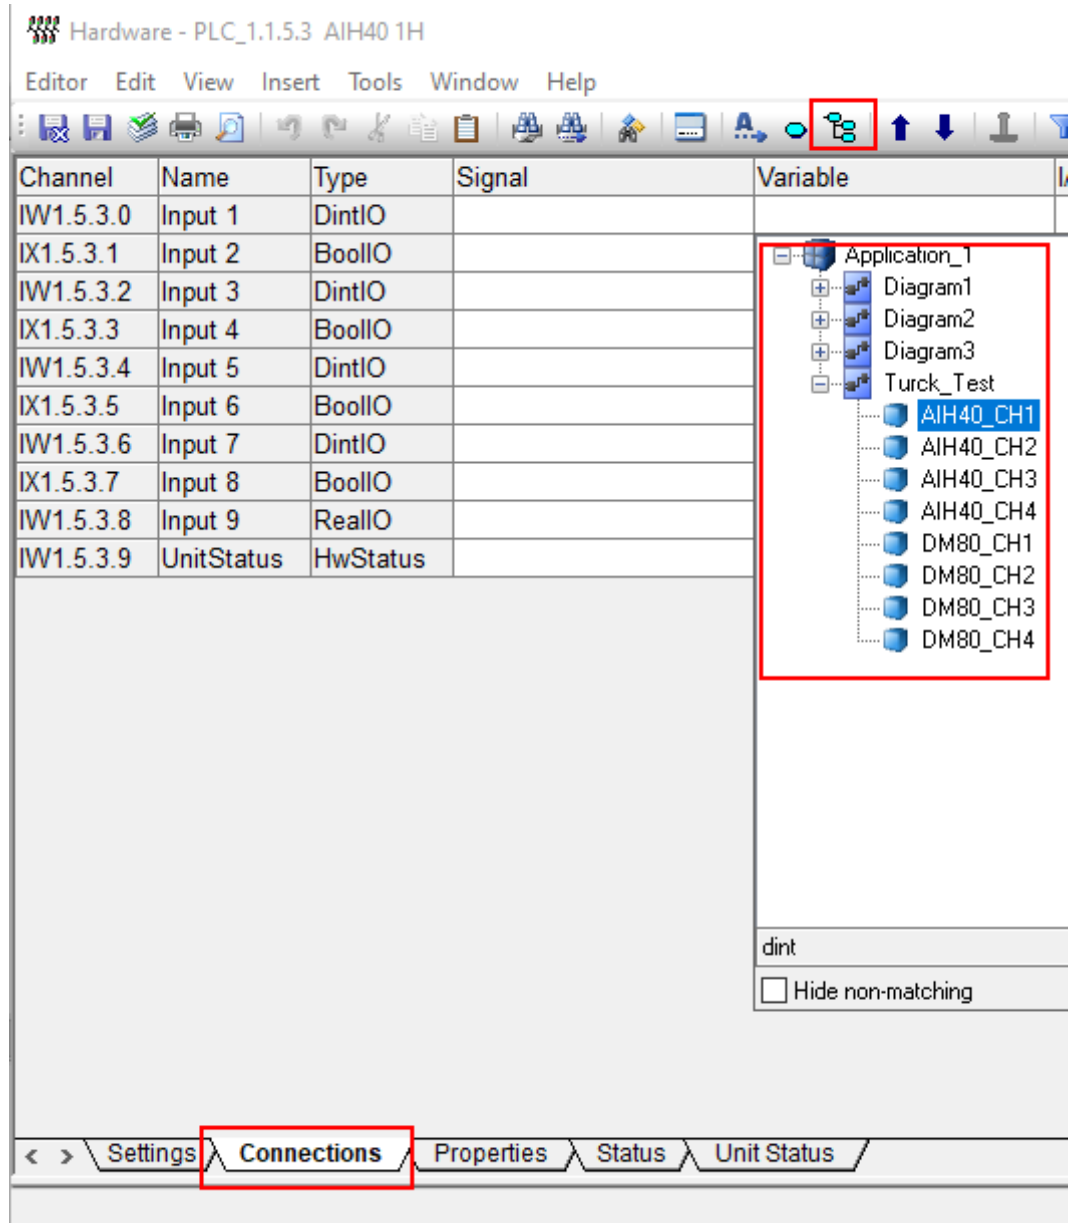 Hardware - PLC_1.1.5.3 AIH40 1H
Editor Edit View Insert Tools Window Help
Channel Name Type Signal Variable
IW1.5.3.0 Input 1 DintIO
IX1.5.3.1 Input 2 BoolIO
IW1.5.3.2 Input 3 DintIO
IX1.5.3.3 Input 4 BoolIO
IW1.5.3.4 Input 5 DintIO
IX1.5.3.5 Input 6 BoolIO
IW1.5.3.6 Input 7 DintIO
IX1.5.3.7 Input 8 BoolIO
IW1.5.3.8 Input 9 RealIO
IW1.5.3.9 UnitStatus HwStatus
Application_1
Diagram1
Diagram2
Diagram3
Turck_Test
AIH40_CH1
AIH40_CH2
AIH40_CH3
AIH40_CH4
DM80_CH1
DM80_CH2
DM80_CH3
DM80_CH4
dint
Hide non-matching
Settings Connections Properties Status Unit Status